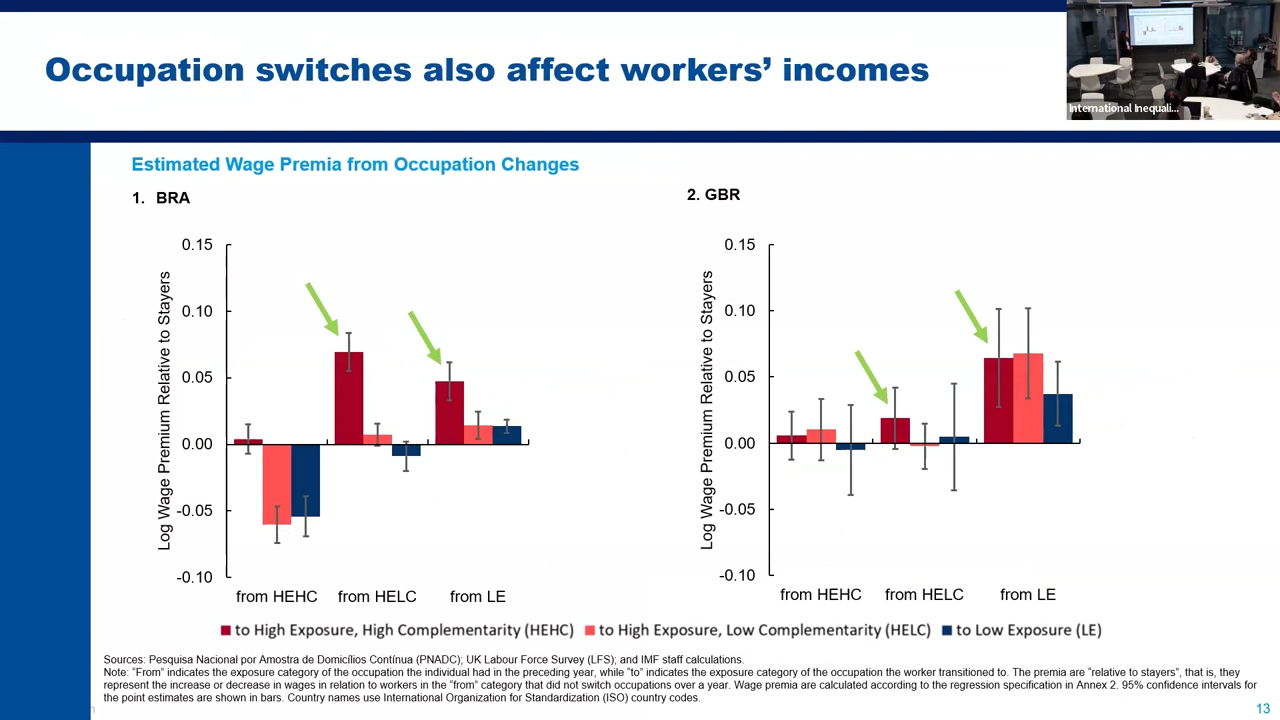 Occupation switches also affect workers’ incomes
International Inequali...
Estimated Wage Premia from Occupation Changes
1. BRA
2. GBR
Log Wage Premium Relative to Stayers
0.15
0.10
0.05
0.00
-0.05
-0.10
from HEHC
from HELC
from LE
Log Wage Premium Relative to Stayers
0.15
0.10
0.05
0.00
-0.05
-0.10
from HEHC
from HELC
from LE
to High Exposure, High Complementarity (HEHC)
to High Exposure, Low Complementarity (HELC)
to Low Exposure (LE)
Sources: Pesquisa Nacional por Amostra de Domicílios Contínua (PNADC); UK Labour Force Survey (LFS); and IMF staff calculations.
Note: “From” indicates the exposure category of the occupation the individual had in the preceding year, while “to” indicates the exposure category of the occupation the worker transitioned to. The premia are “relative to stayers”, that is, they
represent the increase or decrease in wages in relation to workers in the “from” category that did not switch occupations over a year. Wage premia are calculated according to the regression specification in Annex 2. 95% confidence intervals for
the point estimates are shown in bars. Country names use International Organization for Standardization (ISO) country codes.
13